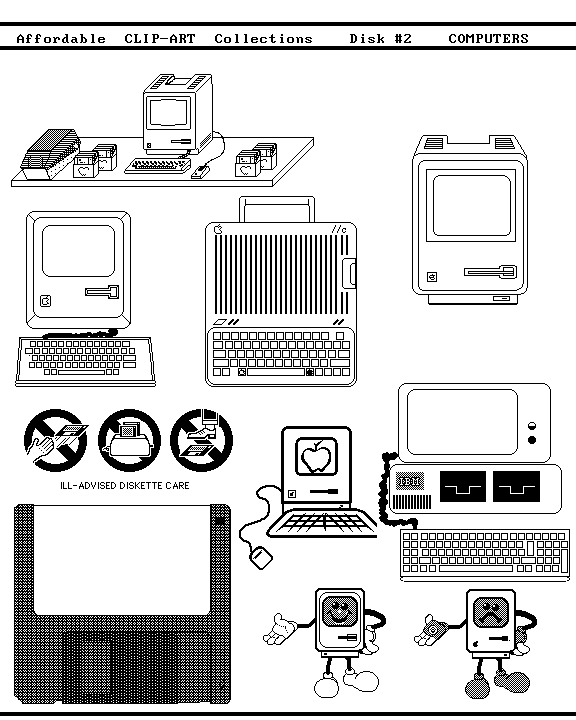 Affordable CLIP-ART Collections Disk #2 COMPUTERS
//c
ILL-ADVISED DISKETTE CARE